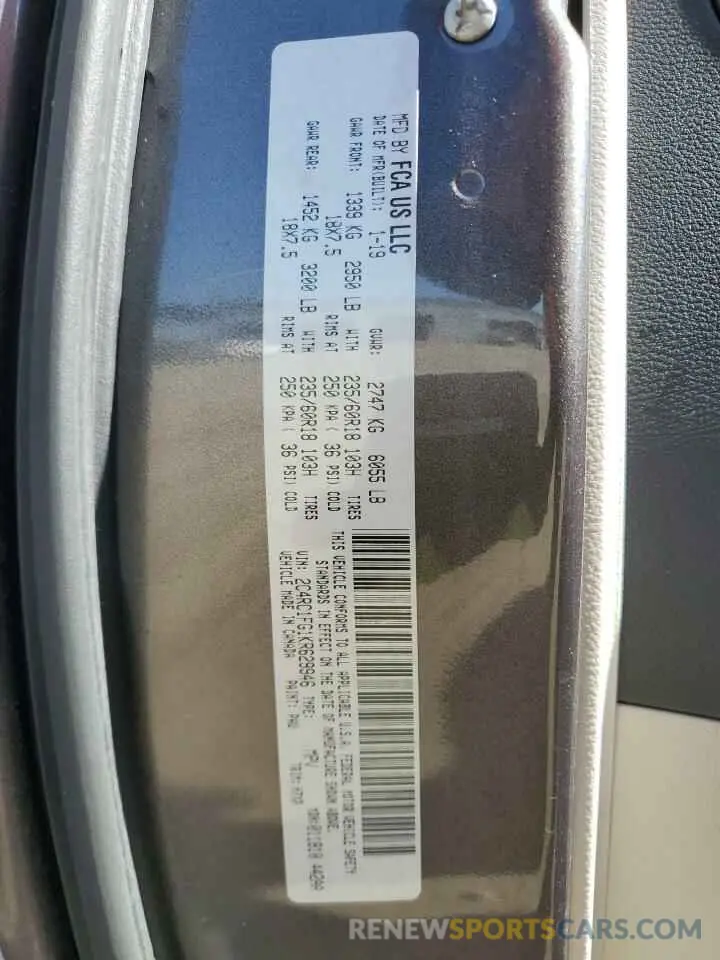 MFD BY FCA US LLC
DATE OF MFR(BUILT): 1-19 GVWR: 2747 KG 6055 LB
GAWR FRONT: 1339 KG 2950 LB WITH 235/60R18 103H TIRES
18X7.5 RIMS AT 250 KPA ( 36 PSI) COLD
GAWR REAR: 1452 KG 3200 LB WITH 235/60R18 103H TIRES
18X7.5 RIMS AT 250 KPA ( 36 PSI) COLD
THIS VEHICLE CONFORMS TO ALL APPLICABLE U.S.A. FEDERAL MOTOR VEHICLE SAFETY
STANDARDS IN EFFECT ON THE DATE OF MANUFACTURE SHOWN ABOVE.
VIN: 2C4RC1FG1KR629946 TYPE: MPV
VEHICLE MADE IN CANADA PAINT: PAU
RENEWSPORTSCARS.COM